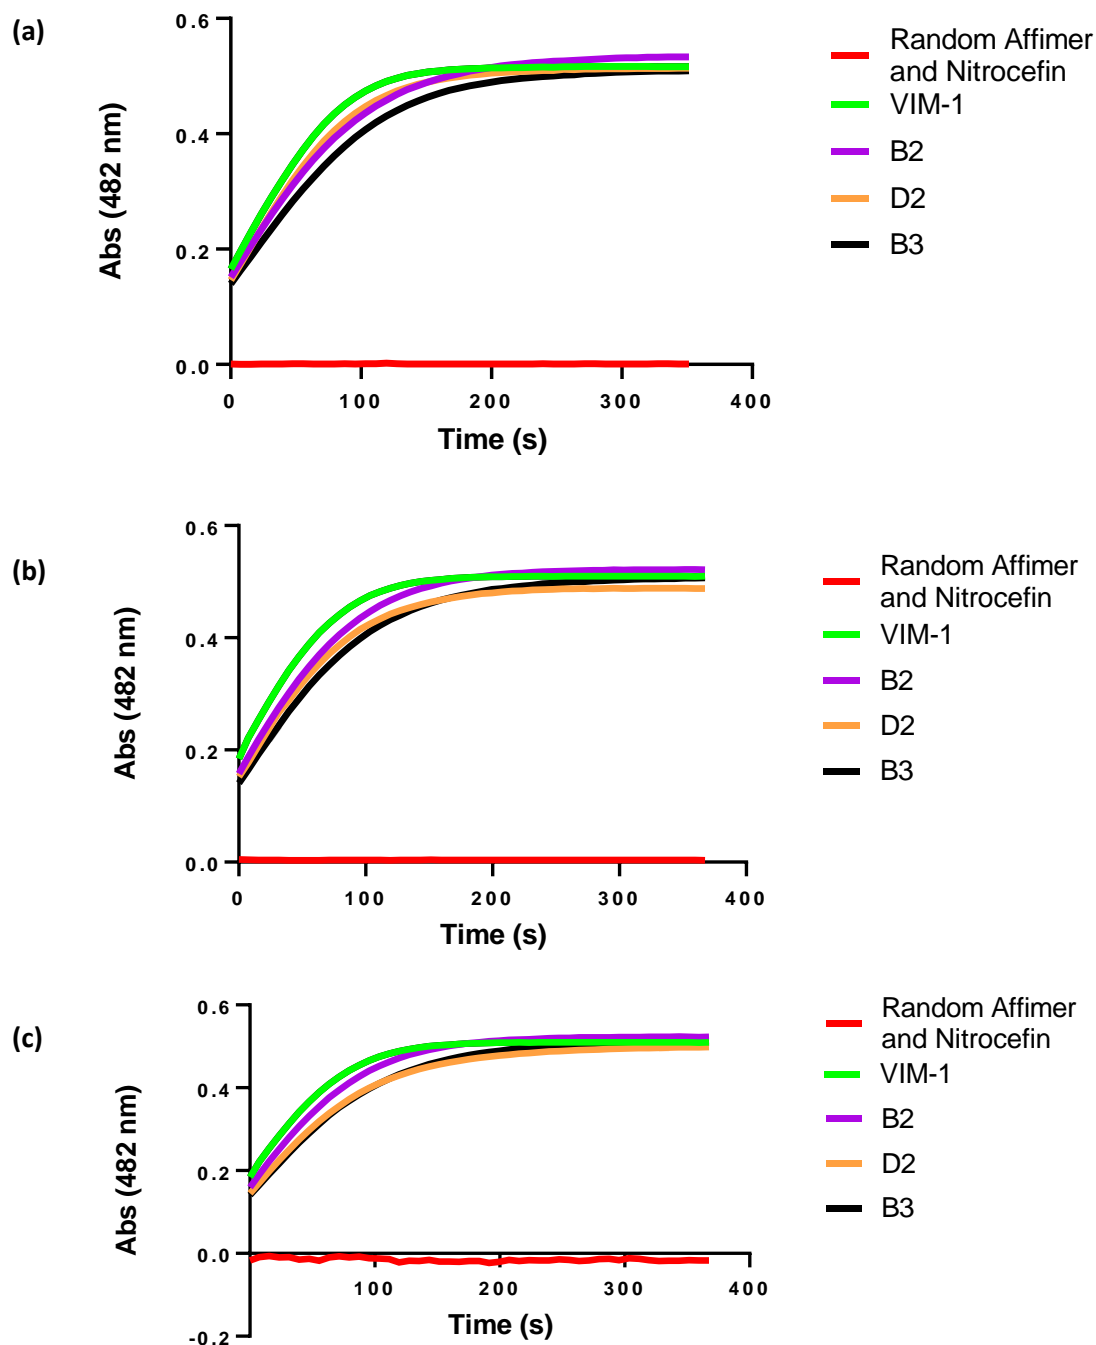 (a)
0.6
0.4
0.2
0.0
Abs (482 nm)
0 100 200 300 400
Time (s)
Random Affimer
and Nitrocefin
VIM-1
B2
D2
B3
(b)
0.6
0.4
0.2
0.0
Abs (482 nm)
0 100 200 300 400
Time (s)
Random Affimer
and Nitrocefin
VIM-1
B2
D2
B3
(c)
0.6
0.4
0.2
0.0
-0.2
Abs (482 nm)
100 200 300 400
Time (s)
Random Affimer
and Nitrocefin
VIM-1
B2
D2
B3